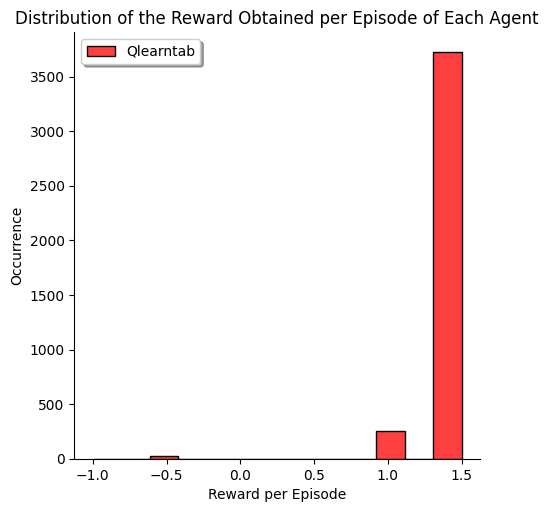 Distribution of the Reward Obtained per Episode of Each Agent
Qlearntab
3500
3000
2500
2000
1500
1000
500
0
Occurrence
−1.0 −0.5 0.0 0.5 1.0 1.5
Reward per Episode